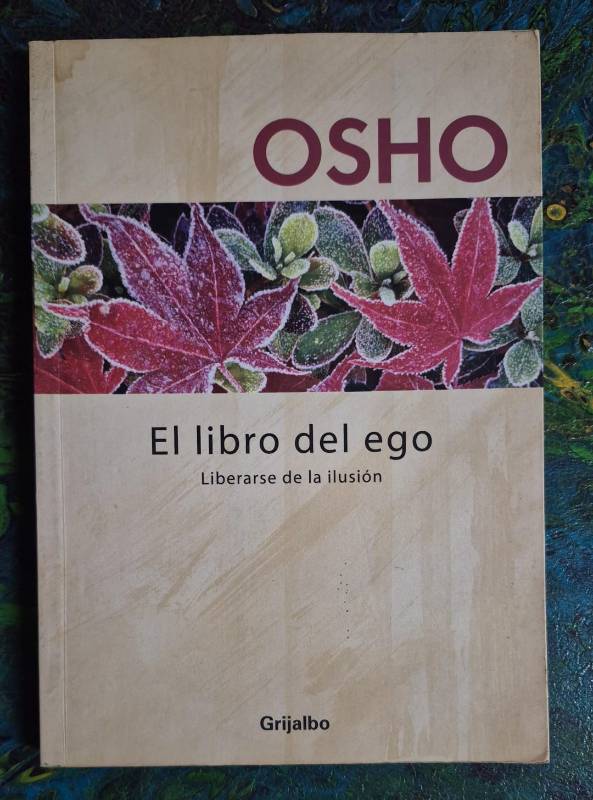 OSHO
El libro del ego
Liberarse de la ilusión
Grijalbo